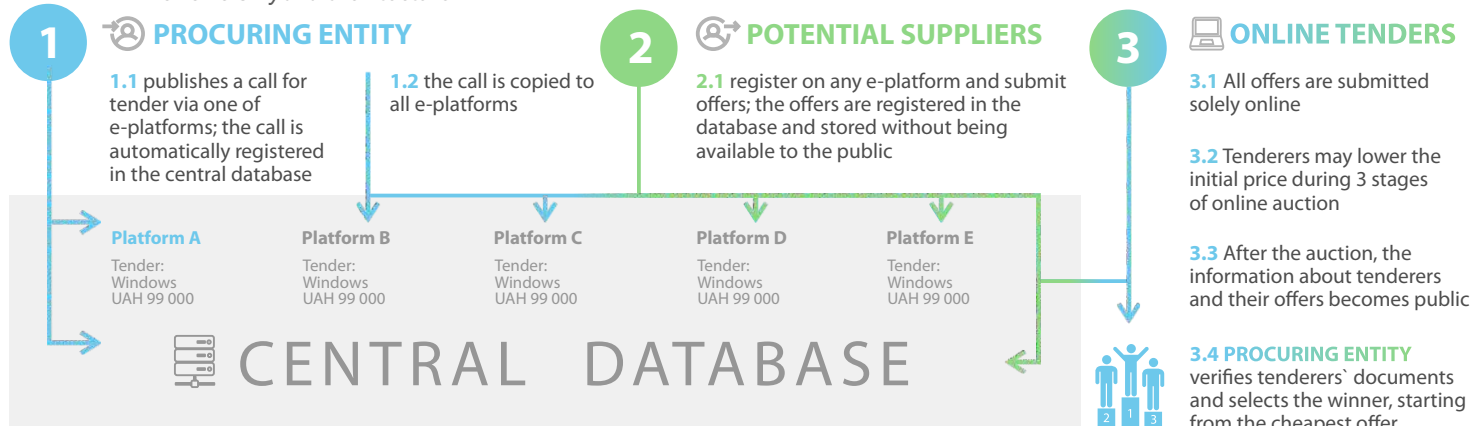 1
PROCURING ENTITY
1.1 publishes a call for
tender via one of
e-platforms; the call is
automatically registered
in the central database
1.2 the call is copied to
all e-platforms
2
POTENTIAL SUPPLIERS
2.1 register on any e-platform and submit
offers; the offers are registered in the
database and stored without being
available to the public
3
ONLINE TENDERS
3.1 All offers are submitted
solely online
3.2 Tenderers may lower the
initial price during 3 stages
of online auction
3.3 After the auction, the
information about tenderers
and their offers becomes public
3.4 PROCURING ENTITY
verifies tenderers` documents
and selects the winner, starting
from the cheapest offer
Platform A
Tender:
Windows
UAH 99 000
Platform B
Tender:
Windows
UAH 99 000
Platform C
Tender:
Windows
UAH 99 000
Platform D
Tender:
Windows
UAH 99 000
Platform E
Tender:
Windows
UAH 99 000
CENTRAL DATABASE
2 1 3